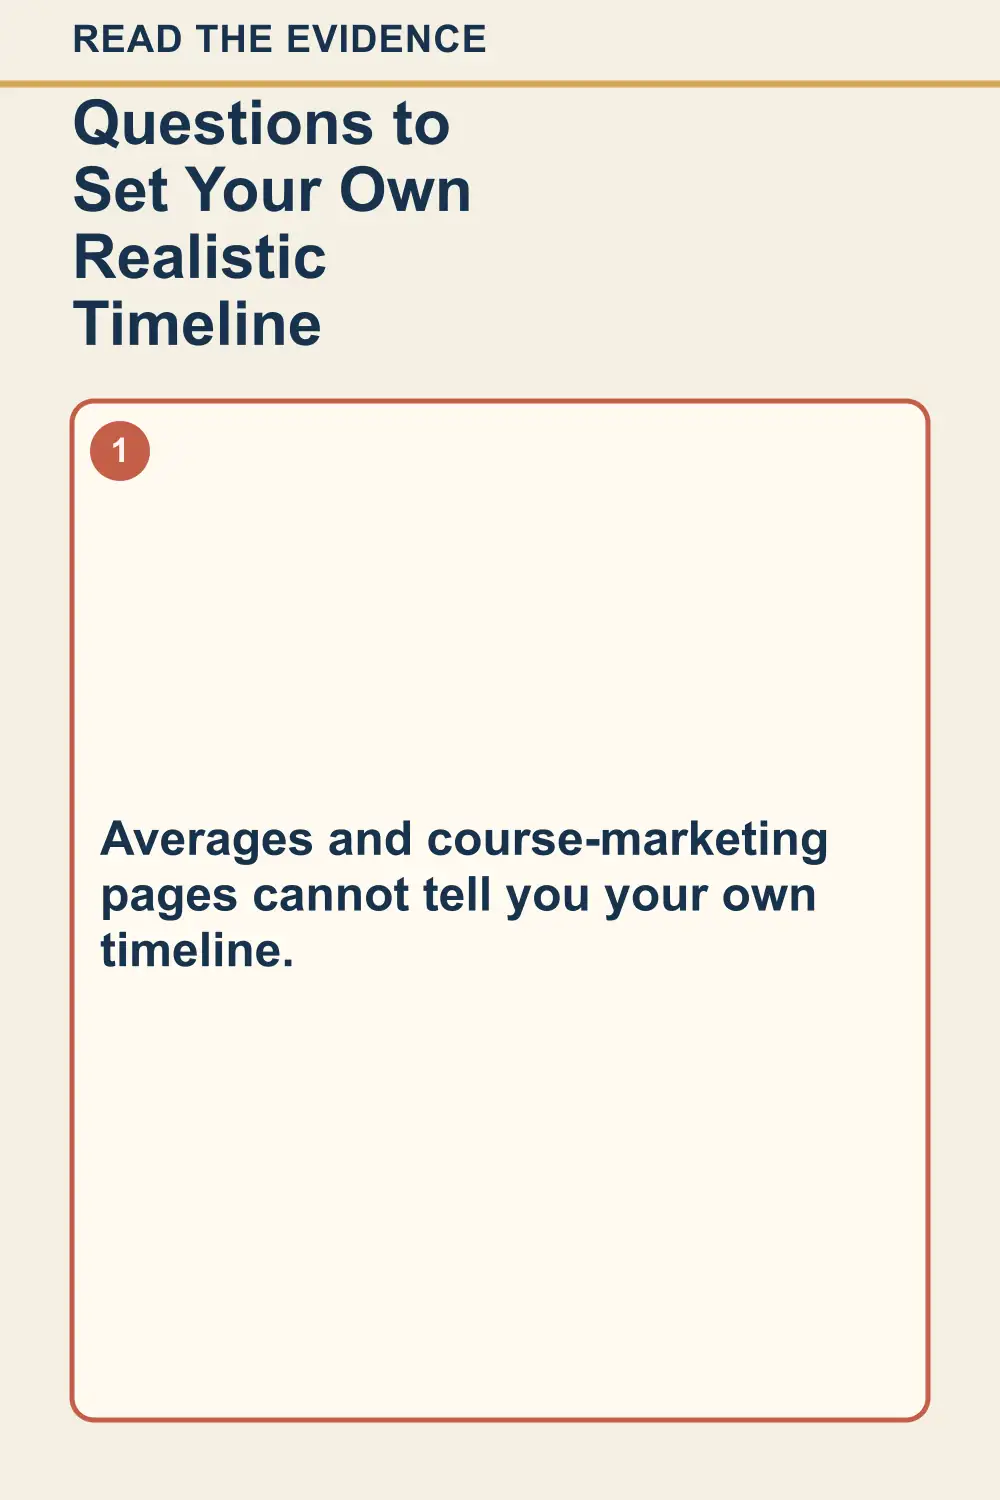 READ THE EVIDENCE
Questions to
Set Your Own
Realistic
Timeline
1
Averages and course-marketing
pages cannot tell you your own
timeline.